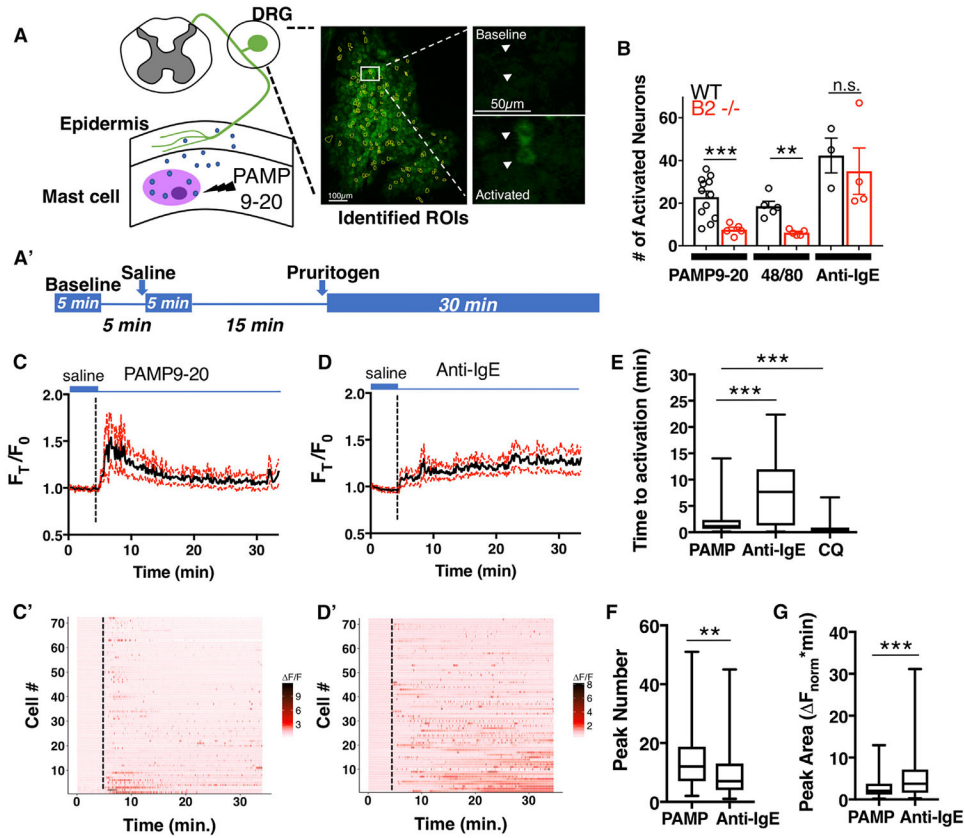 A
DRG
Epidermis
Mast cell
PAMP
9-20
Baseline
50µm
Activated
100µm
Identified ROIs
B
WT
B2 -/-
# of Activated Neurons
60
40
20
0
***
**
n.s.
PAMP9-20 48/80 Anti-IgE
A'
Baseline Saline Pruritogen
5 min 5 min 30 min
5 min 15 min
C
saline PAMP9-20
F_T/F_0
2.0
1.5
1.0
0.5
0 10 20 30
Time (min)
D
saline Anti-IgE
F_T/F_0
2.0
1.5
1.0
0.5
0 10 20 30
Time (min)
E
Time to activation (min)
30
25
20
15
10
5
0
***
***
PAMP Anti-IgE CQ
C'
Cell #
70
60
50
40
30
20
10
0 10 20 30
Time (min.)
ΔF/F
9
6
3
D'
70
60
50
40
30
20
10
0 10 20 30
Time (min.)
ΔF/F
8
6
4
2
F
Peak Number
60
40
20
0
**
PAMP Anti-IgE
G
Peak Area (ΔF_norm*min)
40
30
20
10
0
***
PAMP Anti-IgE